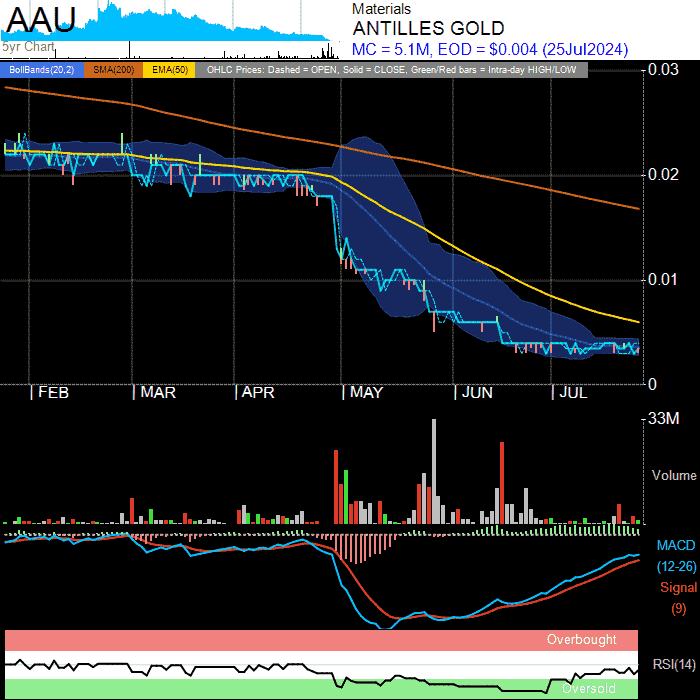 AAU
5yr Chart
Materials
ANTILLES GOLD
MC = 5.1M, EOD = $0.004 (25Jul2024)
BollBands(20,2) SMA(200) EMA(50) OHLC Prices: Dashed = OPEN, Solid = CLOSE, Green/Red bars = Intra-day HIGH/LOW
0.03
0.02
0.01
0
| FEB | MAR | APR | MAY | JUN | JUL
33M
Volume
MACD
(12-26)
Signal
(9)
Overbought
RSI(14)
Oversold